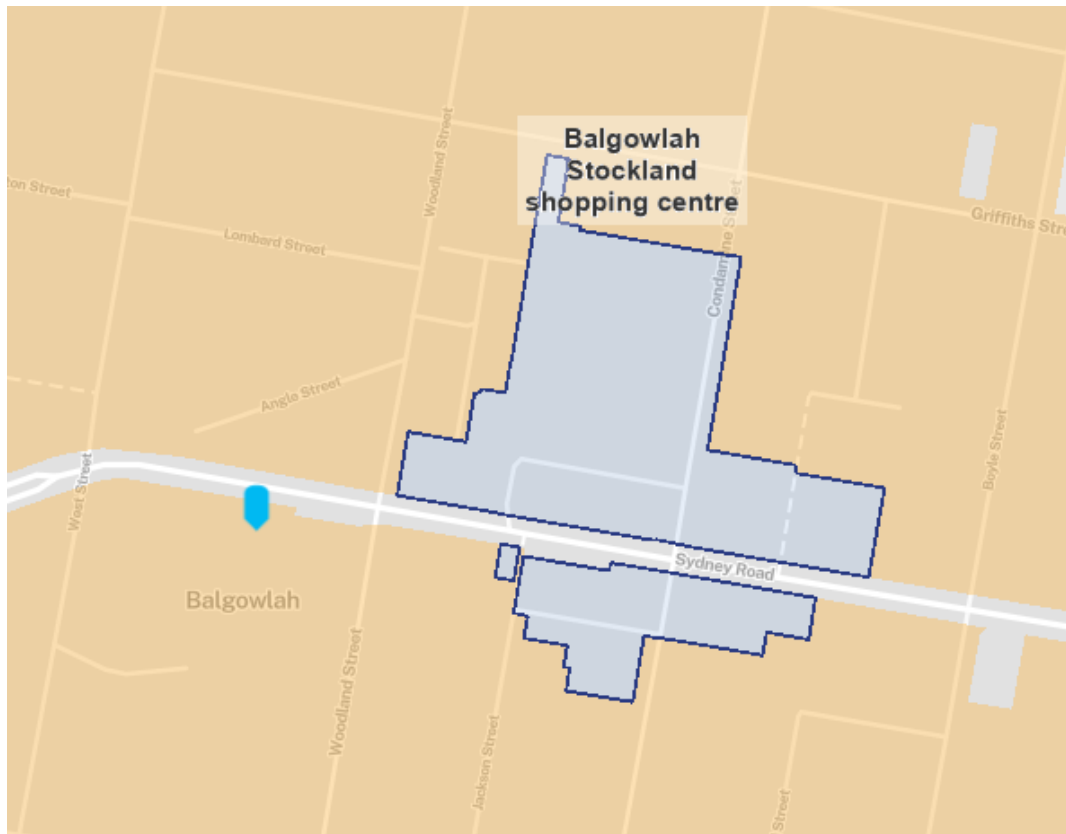 Balgowlah
Stockland
shopping centre
Woodland Street
ton Street
Lombard Street
Griffiths Stre
Condamine Street
Angle Street
Boyle Street
West Street
Sydney Road
Balgowlah
Woodland Street
Jackson Street
Street